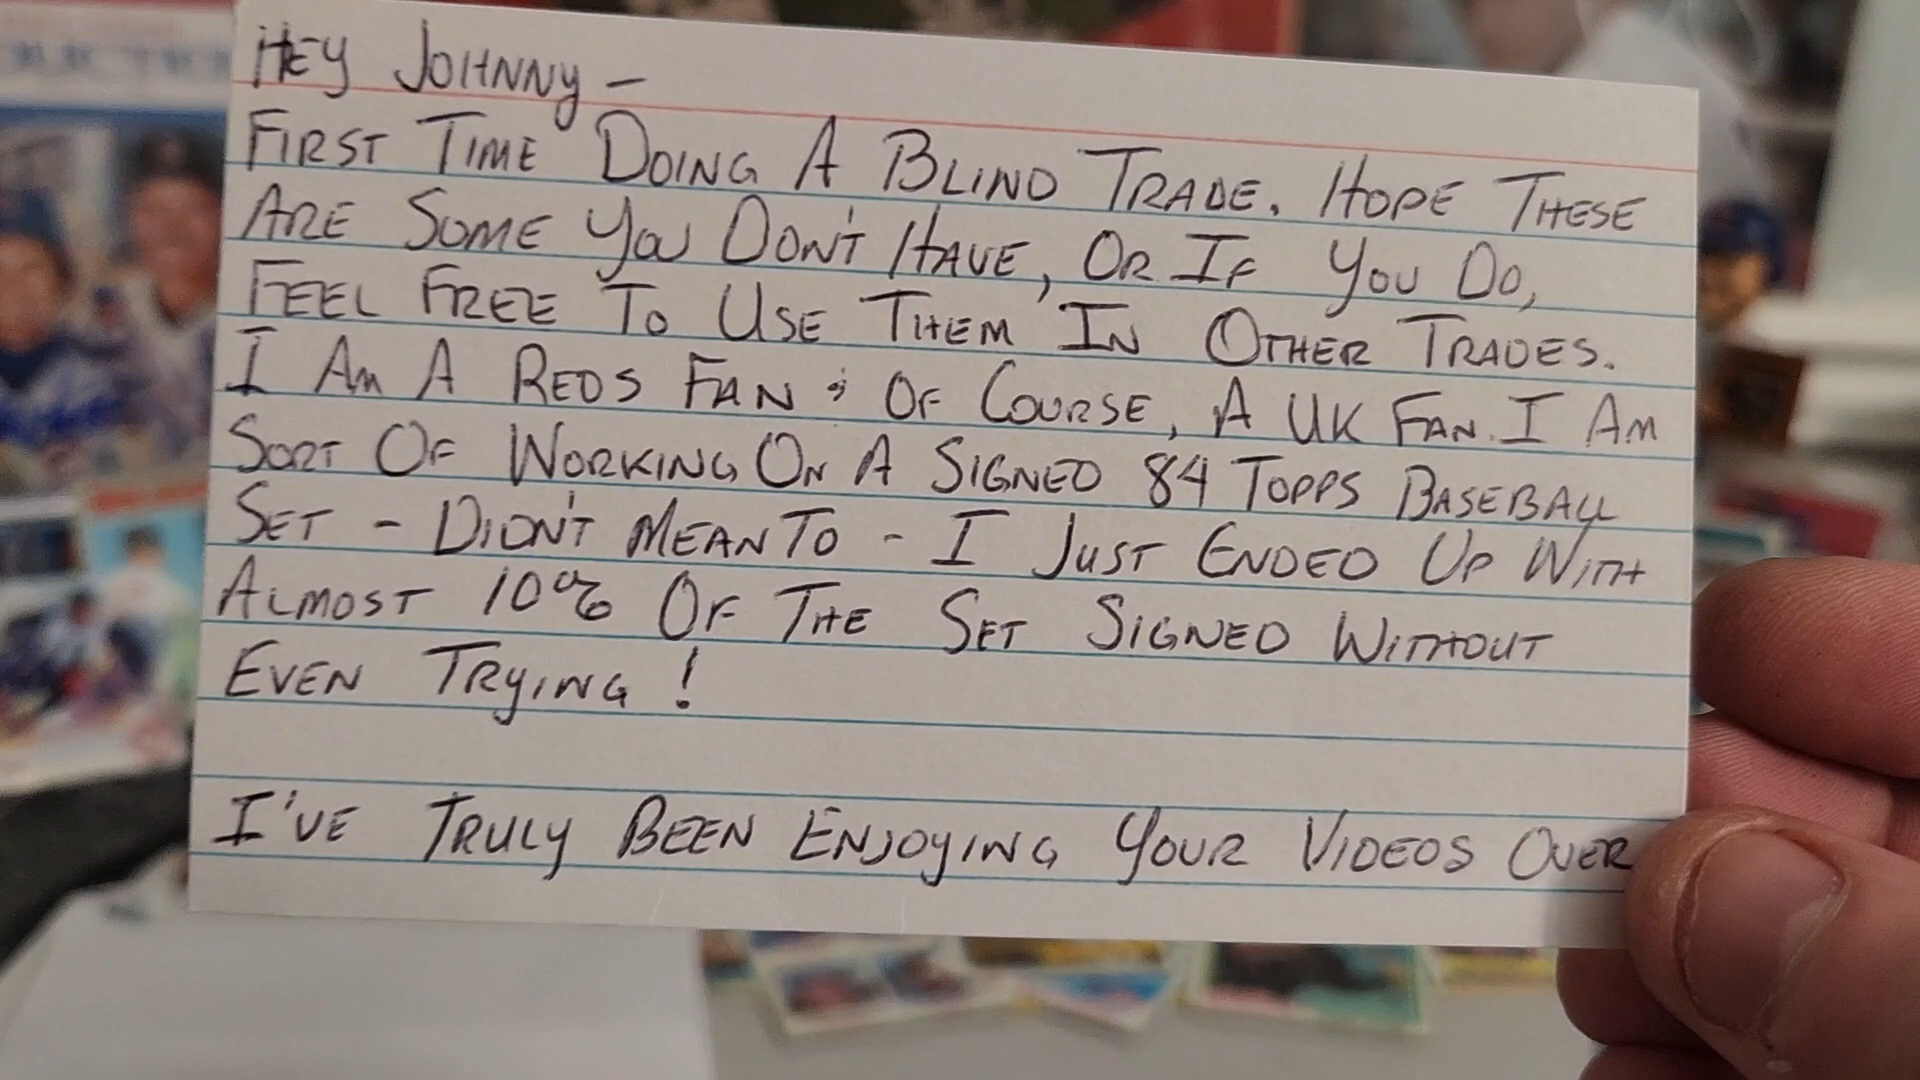 HEY JOHNNY –
FIRST TIME DOING A BLIND TRADE. HOPE THESE
ARE SOME YOU DON'T HAVE, OR IF YOU DO,
FEEL FREE TO USE THEM IN OTHER TRADES.
I AM A REDS FAN & OF COURSE, A UK FAN. I AM
SORT OF WORKING ON A SIGNED 84 TOPPS BASEBALL
SET - DIDN'T MEAN TO - I JUST ENDED UP WITH
ALMOST 10% OF THE SET SIGNED WITHOUT
EVEN TRYING!
I'VE TRULY BEEN ENJOYING YOUR VIDEOS OVER